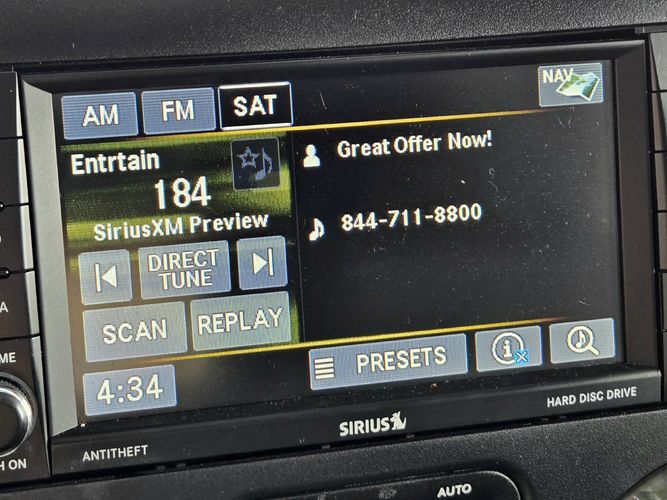 AM
FM
SAT
NAV
Entrtain
184
SiriusXM Preview
Great Offer Now!
844-711-8800
DIRECT
TUNE
SCAN
REPLAY
PRESETS
4:34
SIRIUS
HARD DISC DRIVE
ANTITHEFT
AUTO